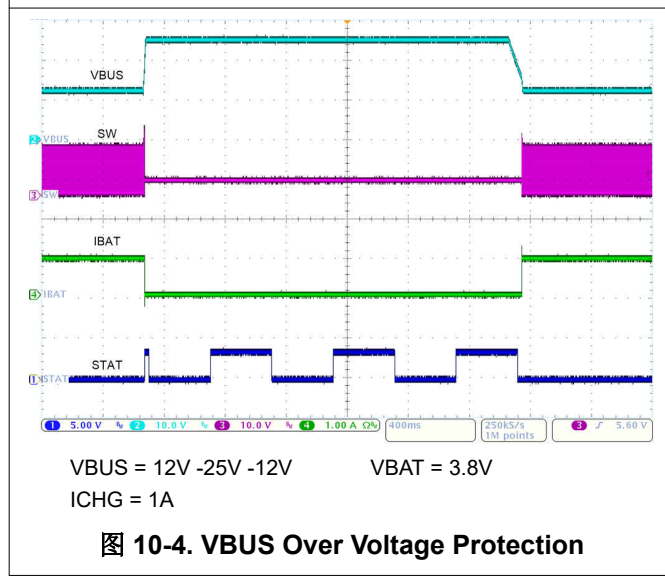 VBUS
2 VBUS
SW
3 SW
IBAT
4 IBAT
STAT
1 STAT
1 5.00 V 2 10.0 V 3 10.0 V 4 1.00 A Ω 400ms 250kS/s 3 5.60 V
1M points
VBUS = 12V -25V -12V VBAT = 3.8V
ICHG = 1A
图 10-4. VBUS Over Voltage Protection